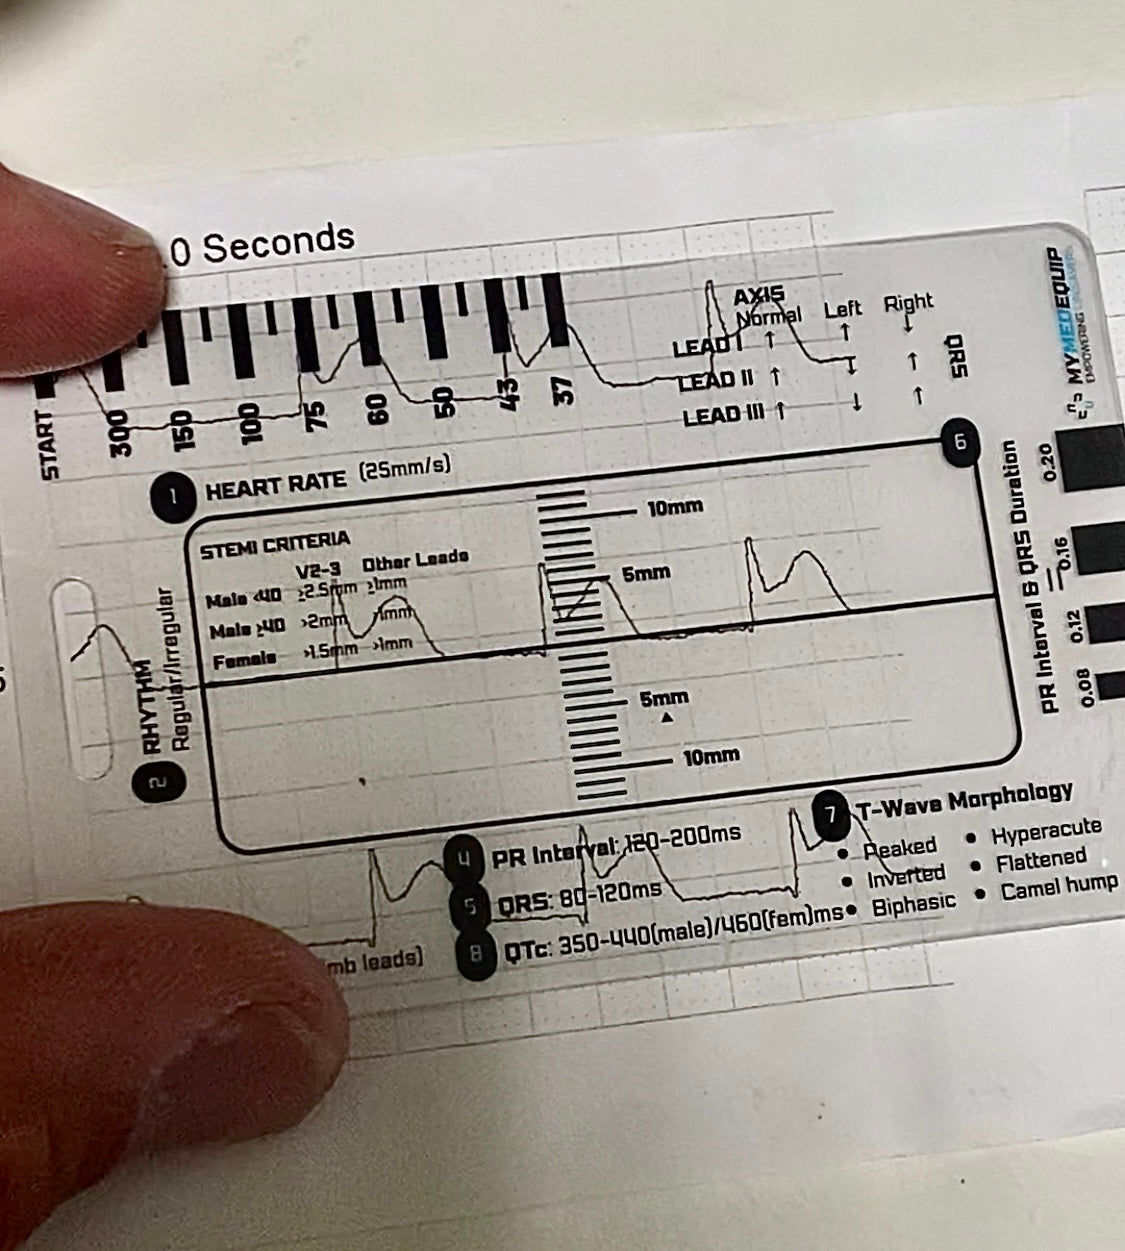 0 Seconds
START 300 150 100 75 60 50 43 37
AXIS
Normal Left Right
LEAD I ↑ ↑ ↓
LEAD II ↑ ↑
LEAD III ↑ ↓ ↑
QRS
MYMEDEQUIP
1 HEART RATE (25mm/s)
6
STEMI CRITERIA
V2-3 Other Leads
Male <40 ≥2.5mm ≥1mm
Male ≥40 >2mm 1mm
Female >1.5mm >1mm
10mm
5mm
5mm
10mm
2 RHYTHM
Regular/Irregular
PR Interval & QRS Duration
0.20
0.16
0.12
0.08
4 PR Interval: 120-200ms
5 QRS: 80-120ms
8 QTc: 350-440(male)/460(fem)ms
7 T-Wave Morphology
• Peaked • Hyperacute
• Inverted • Flattened
• Biphasic • Camel hump
mb leads)